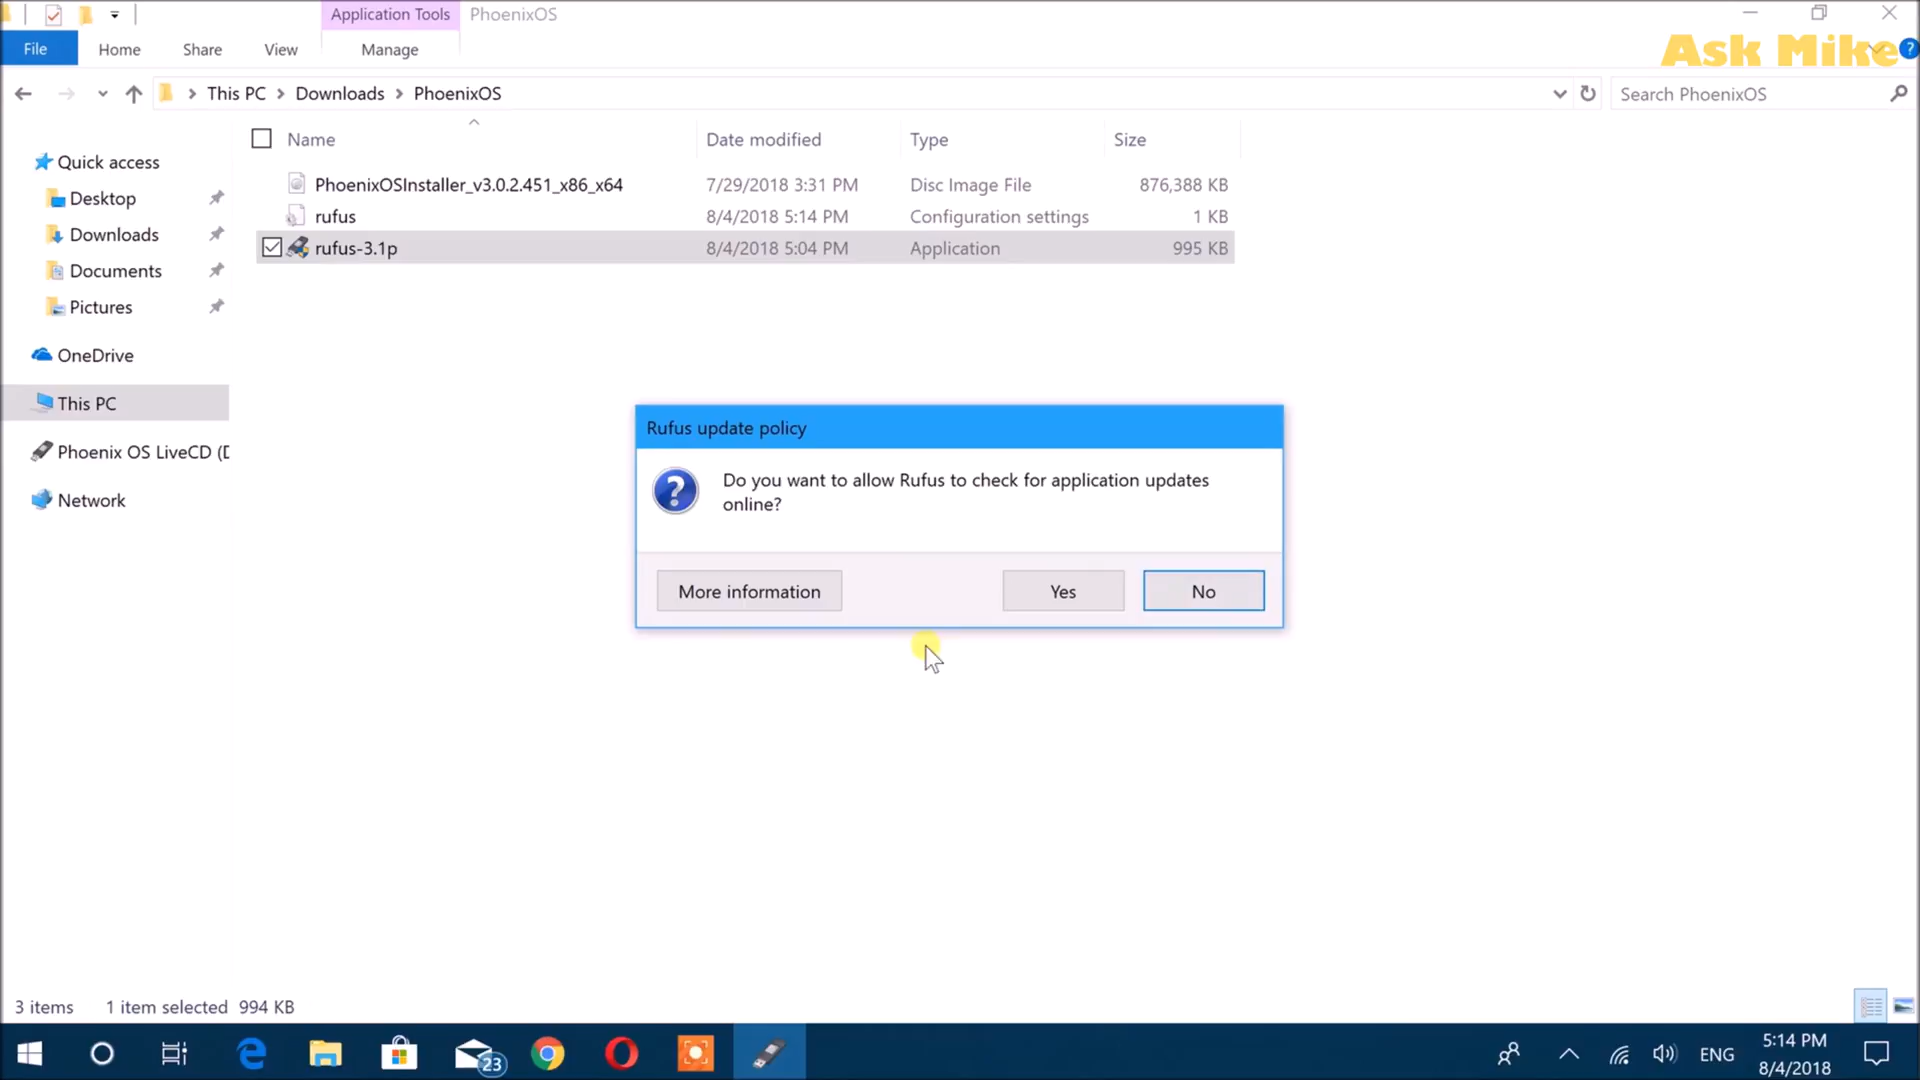 Application Tools
PhoenixOS
File
Home
Share
View
Manage
Ask Mike
This PC
Downloads
PhoenixOS
Search PhoenixOS
Name
Date modified
Type
Size
PhoenixOSInstaller_v3.0.2.451_x86_x64
7/29/2018 3:31 PM
Disc Image File
876,388 KB
rufus
8/4/2018 5:14 PM
Configuration settings
1 KB
rufus-3.1p
8/4/2018 5:04 PM
Application
995 KB
Quick access
Desktop
Downloads
Documents
Pictures
OneDrive
This PC
Phoenix OS LiveCD (D
Network
Rufus update policy
Do you want to allow Rufus to check for application updates
online?
More information
Yes
No
3 items
1 item selected 994 KB
23
ENG
5:14 PM
8/4/2018